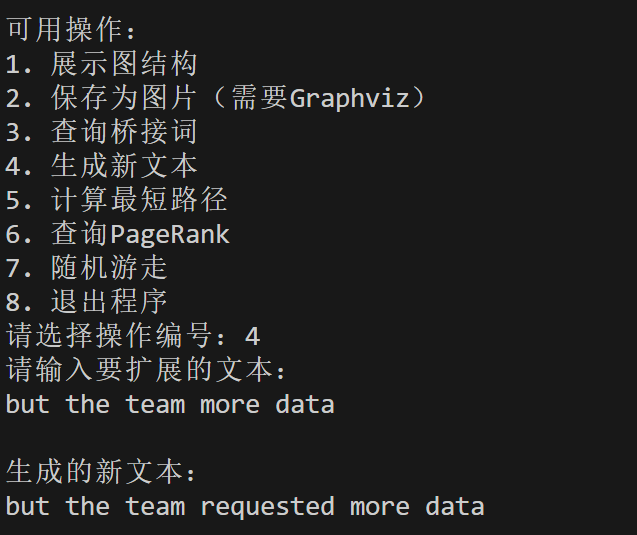 可用操作：
1. 展示图结构
2. 保存为图片（需要Graphviz）
3. 查询桥接词
4. 生成新文本
5. 计算最短路径
6. 查询PageRank
7. 随机游走
8. 退出程序
请选择操作编号：4
请输入要扩展的文本：
but the team more data
生成的新文本：
but the team requested more data